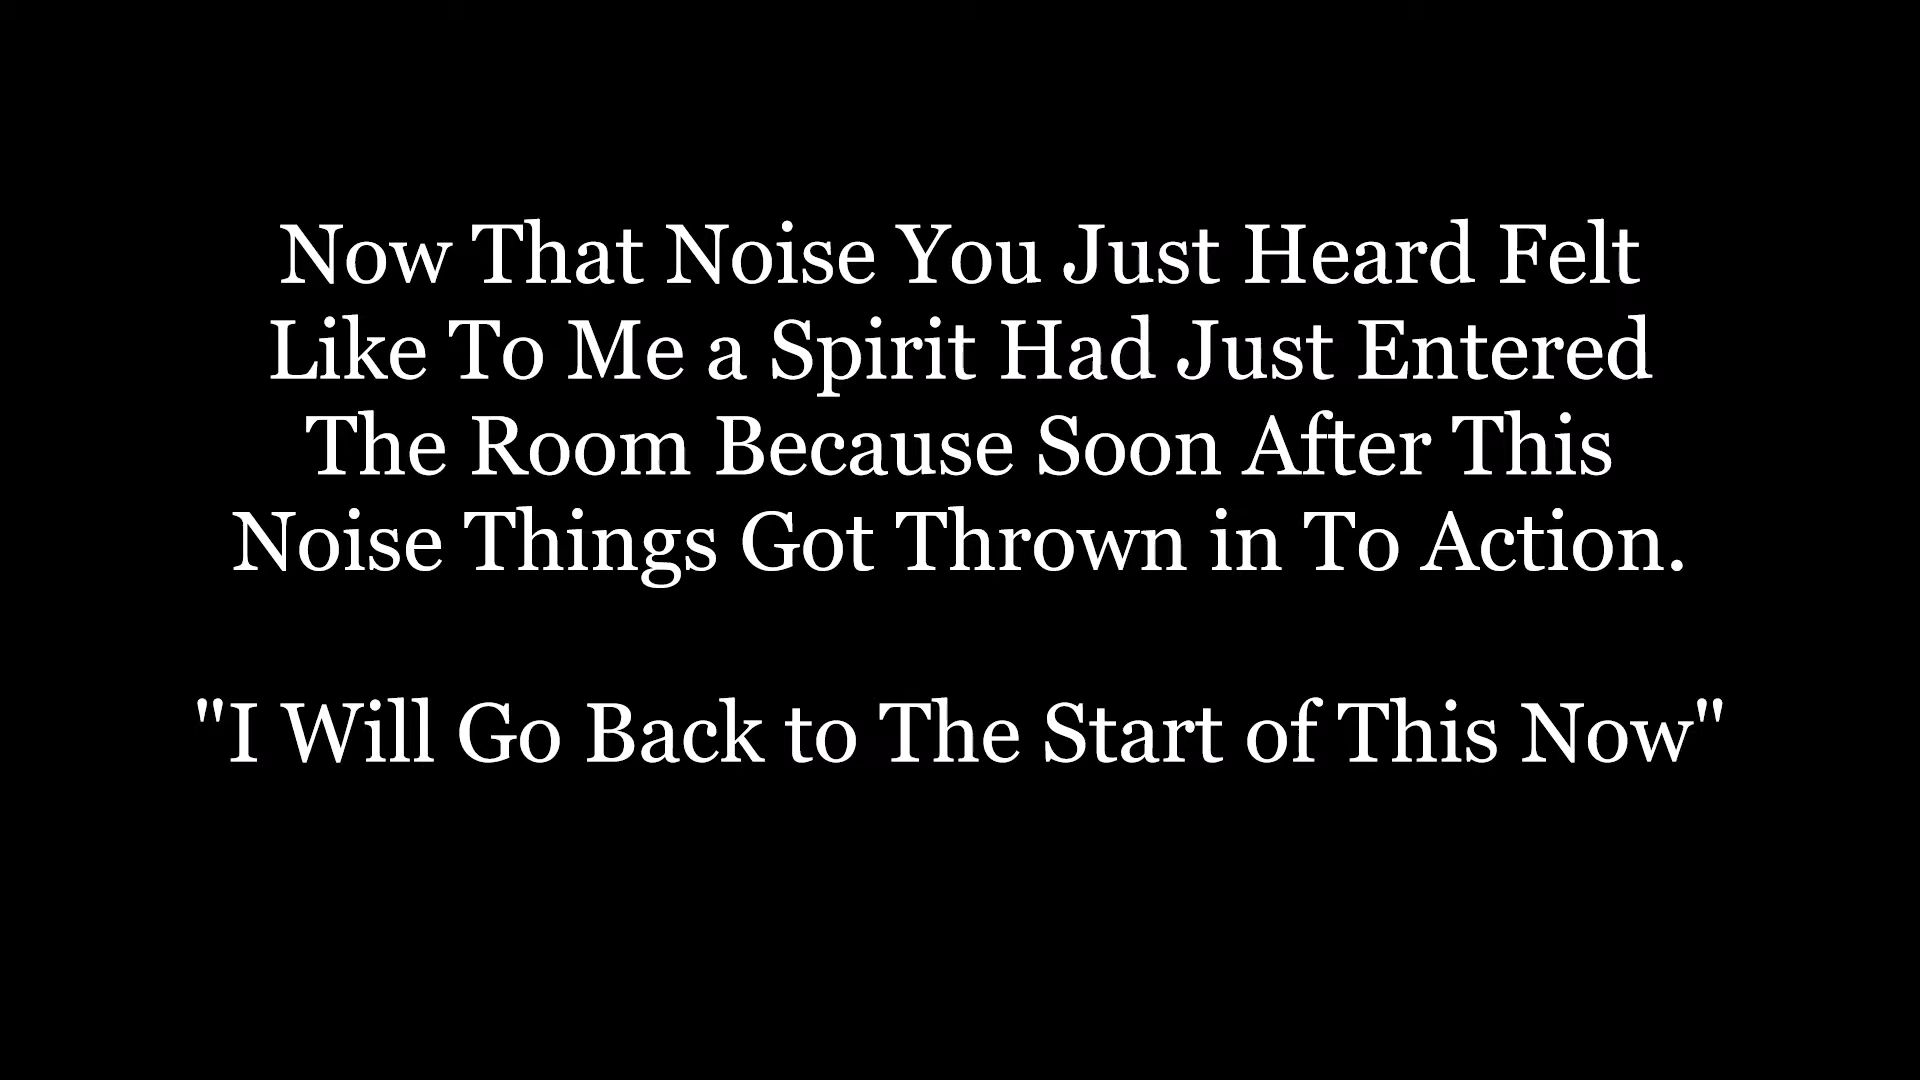 Now That Noise You Just Heard Felt
Like To Me a Spirit Had Just Entered
The Room Because Soon After This
Noise Things Got Thrown in To Action.
"I Will Go Back to The Start of This Now"